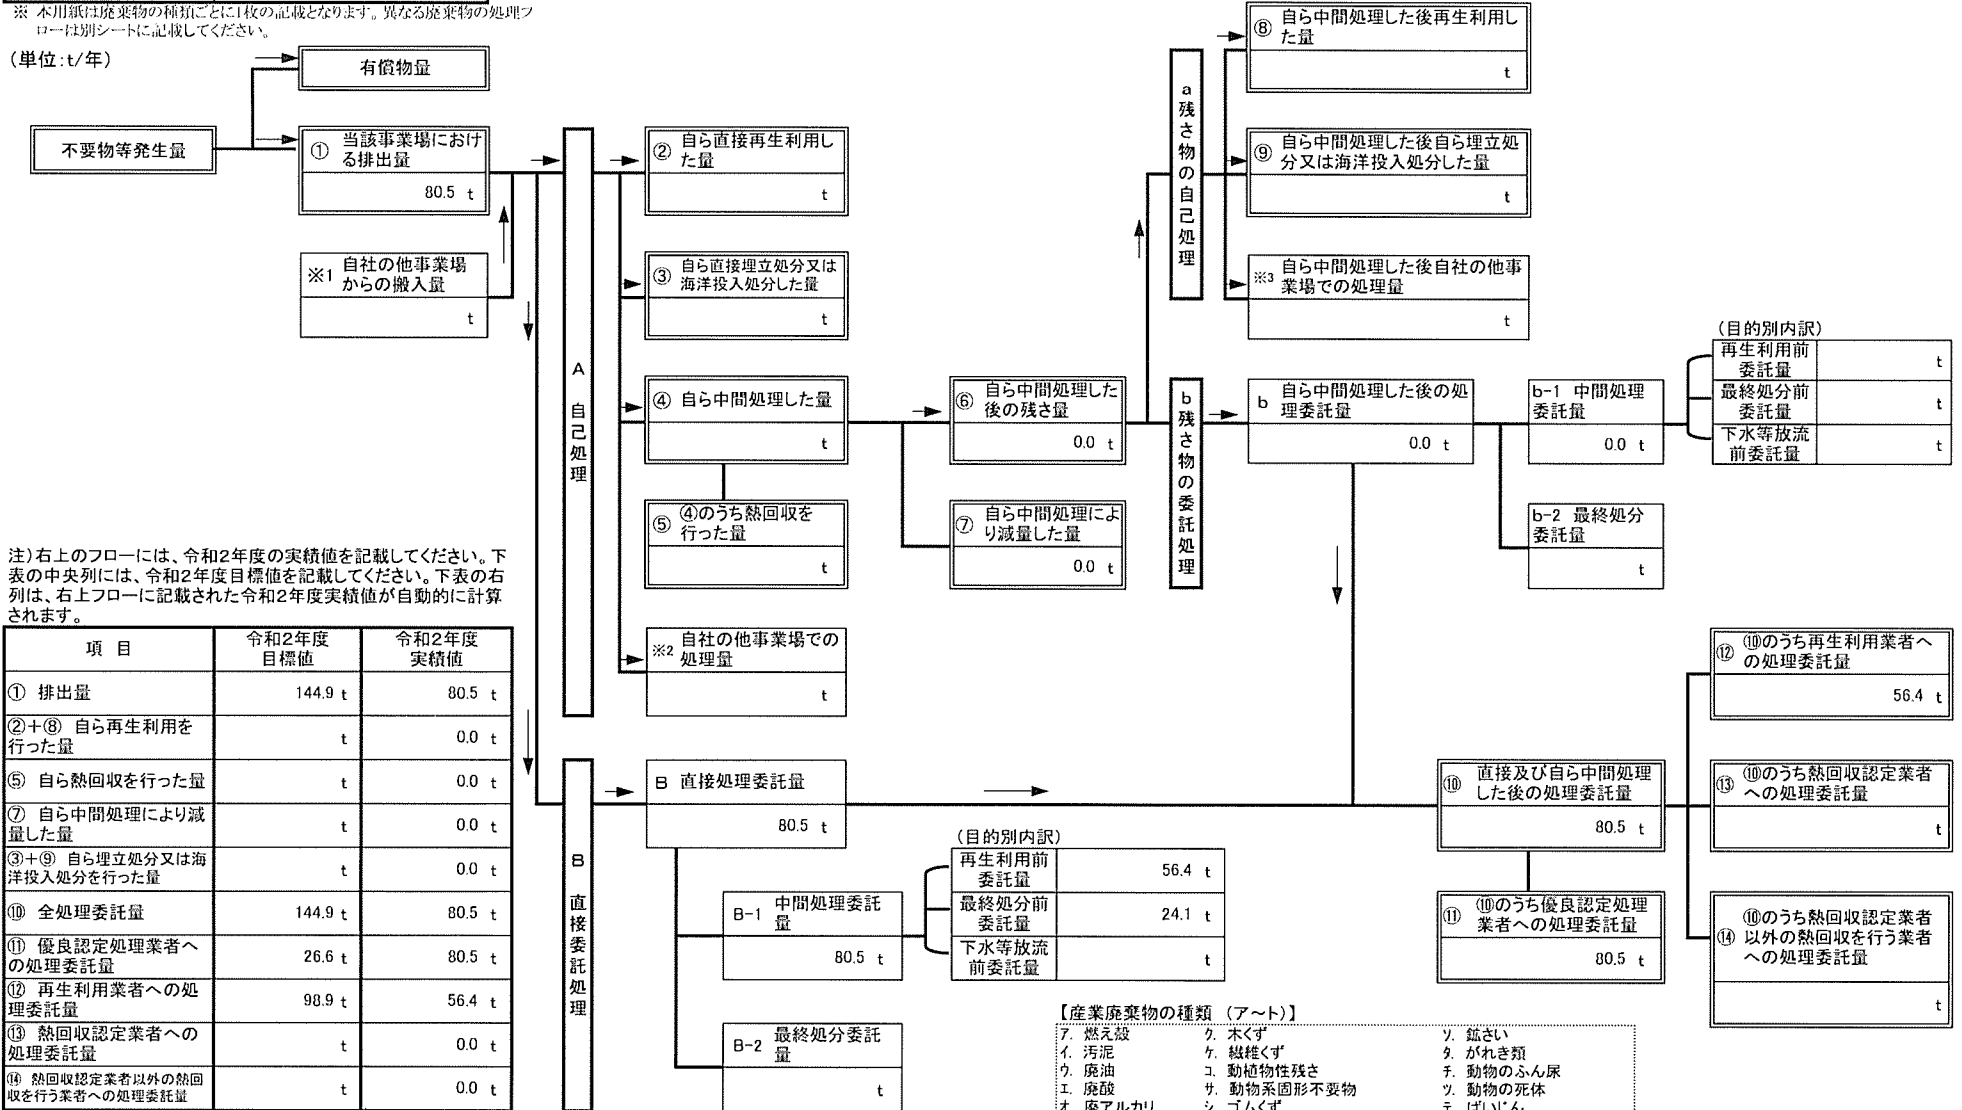 ※ 本用紙は廃棄物の種類ごとに1枚の記載となります。異なる廃棄物の処理フ
ローは別シートに記載してください。
(単位:t/年)
有償物量
不要物等発生量
① 当該事業場におけ
る排出量
80.5 t
※1 自社の他事業場
からの搬入量
t
A 自己処理
② 自ら直接再生利用し
た量
t
③ 自ら直接埋立処分又は
海洋投入処分した量
t
④ 自ら中間処理した量
t
⑤ ④のうち熱回収を
行った量
t
※2 自社の他事業場での
処理量
t
⑥ 自ら中間処理した
後の残さ量
0.0 t
⑦ 自ら中間処理によ
り減量した量
0.0 t
a 残さ物の自己処理
⑧ 自ら中間処理した後再生利用し
た量
t
⑨ 自ら中間処理した後自ら埋立処
分又は海洋投入処分した量
t
※3 自ら中間処理した後自社の他事
業場での処理量
t
b 残さ物の委託処理
b 自ら中間処理した後の処
理委託量
0.0 t
b-1 中間処理
委託量
0.0 t
b-2 最終処分
委託量
t
(目的別内訳)
再生利用前
委託量 t
最終処分前
委託量 t
下水等放流
前委託量 t
注)右上のフローには、令和2年度の実績値を記載してください。下
表の中央列には、令和2年度目標値を記載してください。下表の右
列は、右上フローに記載された令和2年度実績値が自動的に計算
されます。
項 目 令和2年度
目標値 令和2年度
実績値
① 排出量 144.9 t 80.5 t
②+⑧ 自ら再生利用を
行った量 t 0.0 t
⑤ 自ら熱回収を行った量 t 0.0 t
⑦ 自ら中間処理により減
量した量 t 0.0 t
③+⑨ 自ら埋立処分又は海
洋投入処分を行った量 t 0.0 t
⑩ 全処理委託量 144.9 t 80.5 t
⑪ 優良認定処理業者へ
の処理委託量 26.6 t 80.5 t
⑫ 再生利用業者への処
理委託量 98.9 t 56.4 t
⑬ 熱回収認定業者への
処理委託量 t 0.0 t
⑭ 熱回収認定業者以外の熱回
収を行う業者への処理委託量 t 0.0 t
B 直接委託処理
B 直接処理委託量
80.5 t
B-1 中間処理委託
量
80.5 t
B-2 最終処分委託
量
t
(目的別内訳)
再生利用前
委託量 56.4 t
最終処分前
委託量 24.1 t
下水等放流
前委託量 t
⑩ 直接及び自ら中間処理
した後の処理委託量
80.5 t
⑪ ⑩のうち優良認定処理
業者への処理委託量
80.5 t
⑫ ⑩のうち再生利用業者へ
の処理委託量
56.4 t
⑬ ⑩のうち熱回収認定業者
への処理委託量
t
⑭ ⑩のうち熱回収認定業者
以外の熱回収を行う業者
への処理委託量
t
【産業廃棄物の種類 (ア~ト)】
ア. 燃え殻 ク. 木くず ソ. 鉱さい
イ. 汚泥 ケ. 繊維くず タ. がれき類
ウ. 廃油 コ. 動植物性残さ チ. 動物のふん尿
エ. 廃酸 サ. 動物系固形不要物 ツ. 動物の死体
オ. 廃アルカリ シ. ゴムくず テ. ばいじん